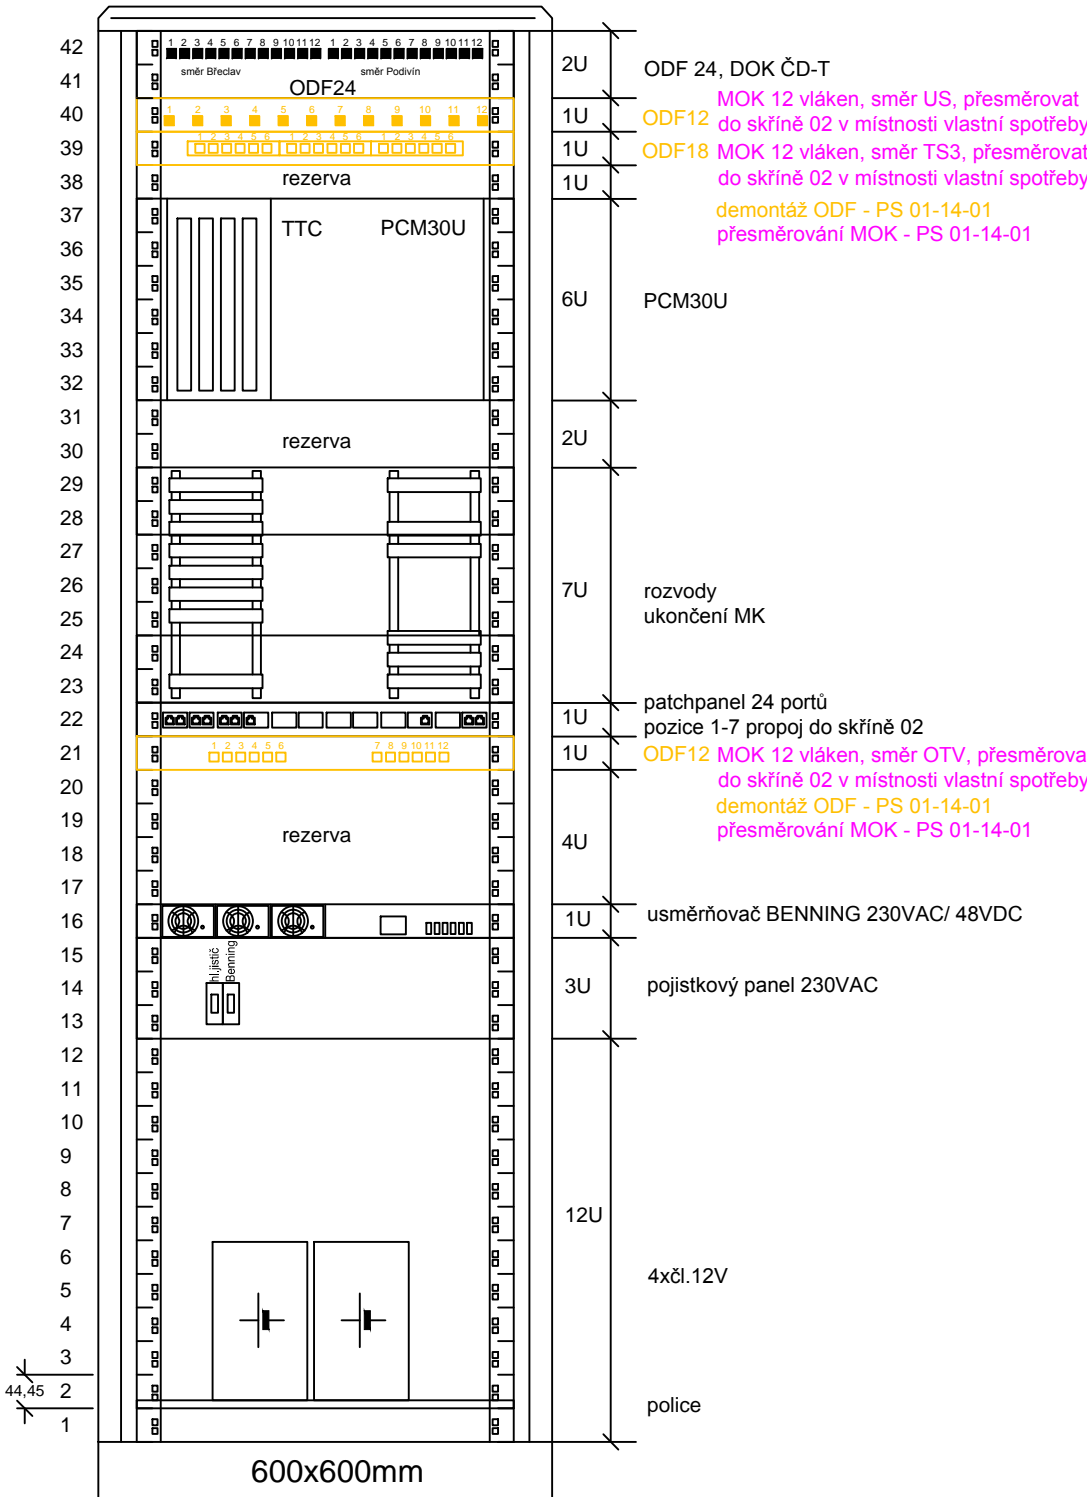 42
1 2 3 4 5 6 7 8 9 10 11 12 1 2 3 4 5 6 7 8 9 10 11 12
směr Břeclav směr Podivín
41
ODF24
2U
ODF 24, DOK ČD-T
40
1 2 3 4 5 6 7 8 9 10 11 12
1U
ODF12 MOK 12 vláken, směr US, přesměrovat
do skříně 02 v místnosti vlastní spotřeby
39
1 2 3 4 5 6 1 2 3 4 5 6 1 2 3 4 5 6
1U
ODF18 MOK 12 vláken, směr TS3, přesměrovat
do skříně 02 v místnosti vlastní spotřeby
38
rezerva
1U
demontáž ODF - PS 01-14-01
přesměrování MOK - PS 01-14-01
37
TTC PCM30U
36
35
6U
PCM30U
34
33
32
31
rezerva
2U
30
29
28
27
26
7U
rozvody
ukončení MK
25
24
23
22
1U
patchpanel 24 portů
pozice 1-7 propoj do skříně 02
21
1 2 3 4 5 6 7 8 9 10 11 12
1U
ODF12 MOK 12 vláken, směr OTV, přesměrova
do skříně 02 v místnosti vlastní spotřeby
demontáž ODF - PS 01-14-01
přesměrování MOK - PS 01-14-01
20
19
rezerva
4U
18
17
16
1U
usměrňovač BENNING 230VAC/ 48VDC
15
hl.jistič
Benning
14
3U
pojistkový panel 230VAC
13
12
11
10
9
8
7
12U
6
5
4xčl.12V
4
3
44,45
2
police
1
600x600mm